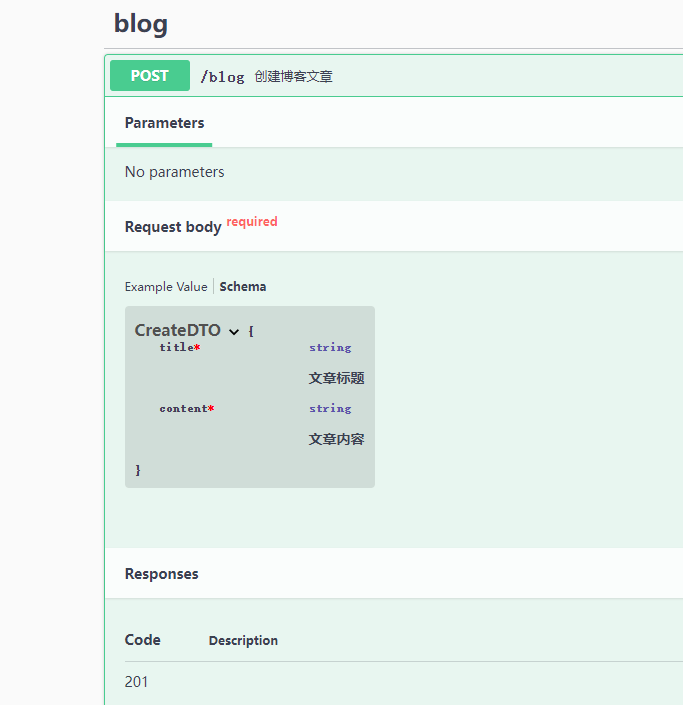 blog
POST /blog 创建博客文章
Parameters
No parameters
Request body required
Example Value Schema
CreateDTO {
title* string
文章标题
content* string
文章内容
}
Responses
Code Description
201